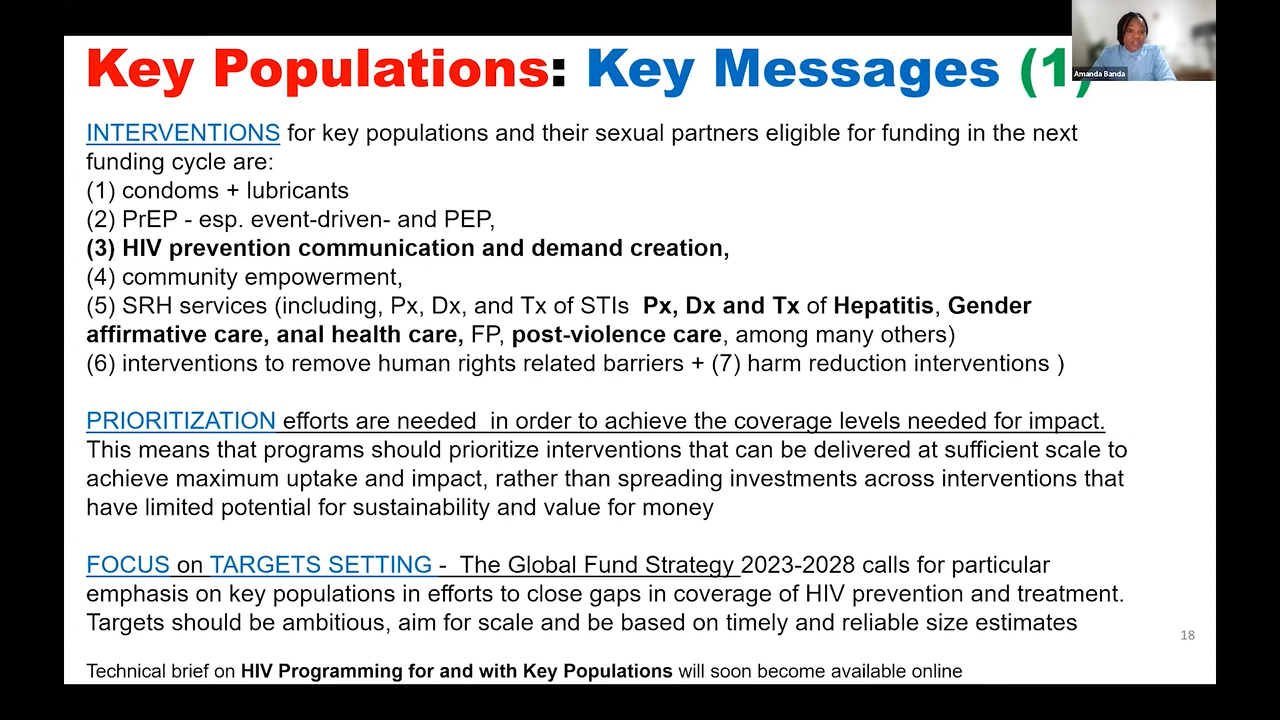 Key Populations: Key Messages (1)
Amanda Banda
INTERVENTIONS for key populations and their sexual partners eligible for funding in the next
funding cycle are:
(1) condoms + lubricants
(2) PrEP - esp. event-driven- and PEP,
(3) HIV prevention communication and demand creation,
(4) community empowerment,
(5) SRH services (including, Px, Dx, and Tx of STIs Px, Dx and Tx of Hepatitis, Gender
affirmative care, anal health care, FP, post-violence care, among many others)
(6) interventions to remove human rights related barriers + (7) harm reduction interventions )
PRIORITIZATION efforts are needed in order to achieve the coverage levels needed for impact.
This means that programs should prioritize interventions that can be delivered at sufficient scale to
achieve maximum uptake and impact, rather than spreading investments across interventions that
have limited potential for sustainability and value for money
FOCUS on TARGETS SETTING - The Global Fund Strategy 2023-2028 calls for particular
emphasis on key populations in efforts to close gaps in coverage of HIV prevention and treatment.
Targets should be ambitious, aim for scale and be based on timely and reliable size estimates
18
Technical brief on HIV Programming for and with Key Populations will soon become available online